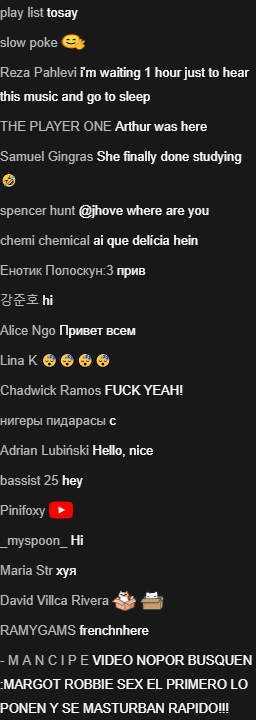 play list tosay
slow poke
Reza Pahlevi i'm waiting 1 hour just to hear
this music and go to sleep
THE PLAYER ONE Arthur was here
Samuel Gingras She finally done studying
🤣
spencer hunt @jhove where are you
chemi chemical ai que delícia hein
Енотик Полоскун:3 прив
강준호 hi
Alice Ngo Привет всем
Lina K 😴😴😴😴
Chadwick Ramos FUCK YEAH!
нигеры пидарасы с
Adrian Lubiński Hello, nice
bassist 25 hey
Pinifoxy
_myspoon_ Hi
Maria Str хуя
David Villca Rivera
RAMYGAMS frenchnhere
- M A N C I P E VIDEO NOPOR BUSQUEN
:MARGOT ROBBIE SEX EL PRIMERO LO
PONEN Y SE MASTURBAN RAPIDO!!!